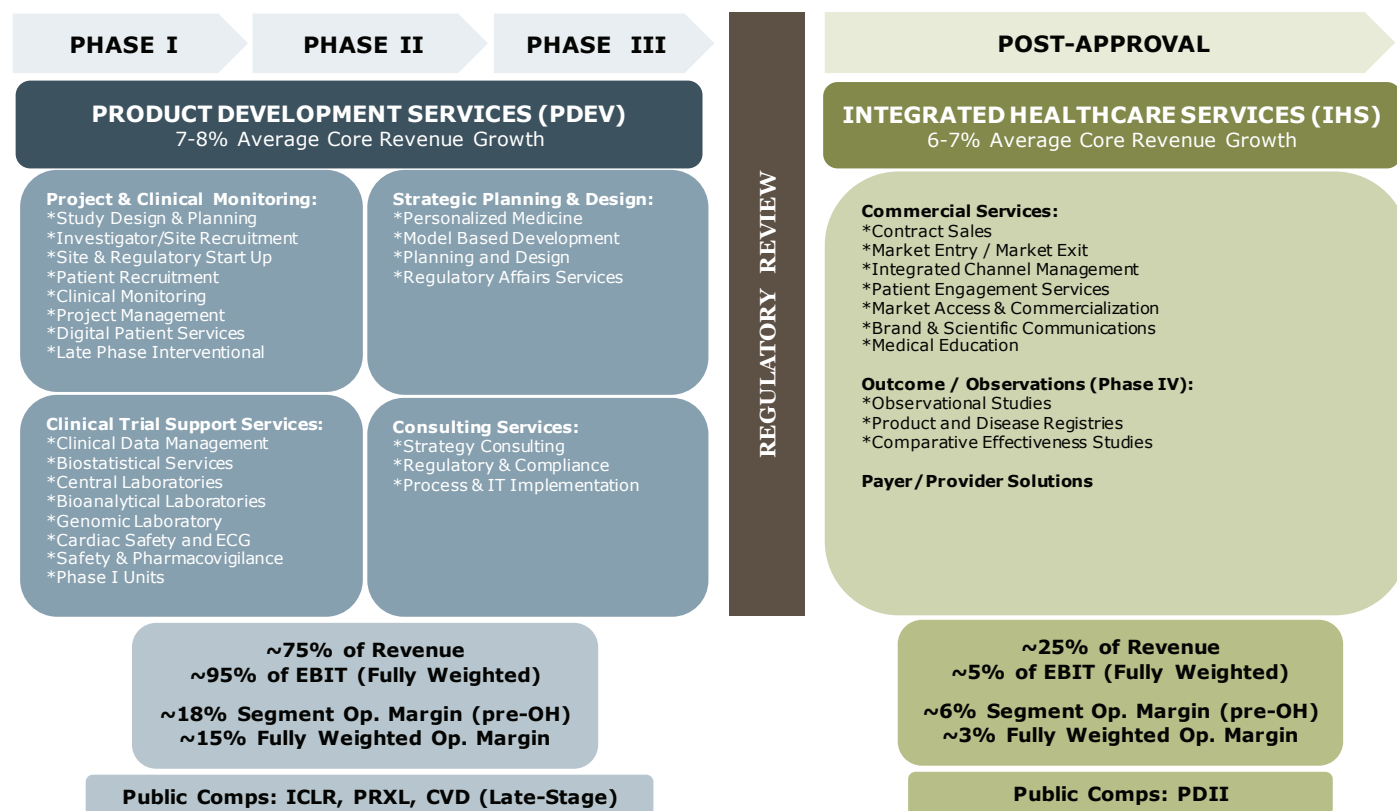 PHASE I
PHASE II
PHASE III
POST-APPROVAL
PRODUCT DEVELOPMENT SERVICES (PDEV)
7-8% Average Core Revenue Growth
Project & Clinical Monitoring:
*Study Design & Planning
*Investigator/Site Recruitment
*Site & Regulatory Start Up
*Patient Recruitment
*Clinical Monitoring
*Project Management
*Digital Patient Services
*Late Phase Interventional
Strategic Planning & Design:
*Personalized Medicine
*Model Based Development
*Planning and Design
*Regulatory Affairs Services
Clinical Trial Support Services:
*Clinical Data Management
*Biostatistical Services
*Central Laboratories
*Bioanalytical Laboratories
*Genomic Laboratory
*Cardiac Safety and ECG
*Safety & Pharmacovigilance
*Phase I Units
Consulting Services:
*Strategy Consulting
*Regulatory & Compliance
*Process & IT Implementation
~75% of Revenue
~95% of EBIT (Fully Weighted)
~18% Segment Op. Margin (pre-OH)
~15% Fully Weighted Op. Margin
Public Comps: ICLR, PRXL, CVD (Late-Stage)
REGULATORY REVIEW
INTEGRATED HEALTHCARE SERVICES (IHS)
6-7% Average Core Revenue Growth
Commercial Services:
*Contract Sales
*Market Entry / Market Exit
*Integrated Channel Management
*Patient Engagement Services
*Market Access & Commercialization
*Brand & Scientific Communications
*Medical Education
Outcome / Observations (Phase IV):
*Observational Studies
*Product and Disease Registries
*Comparative Effectiveness Studies
Payer/Provider Solutions
~25% of Revenue
~5% of EBIT (Fully Weighted)
~6% Segment Op. Margin (pre-OH)
~3% Fully Weighted Op. Margin
Public Comps: PDII